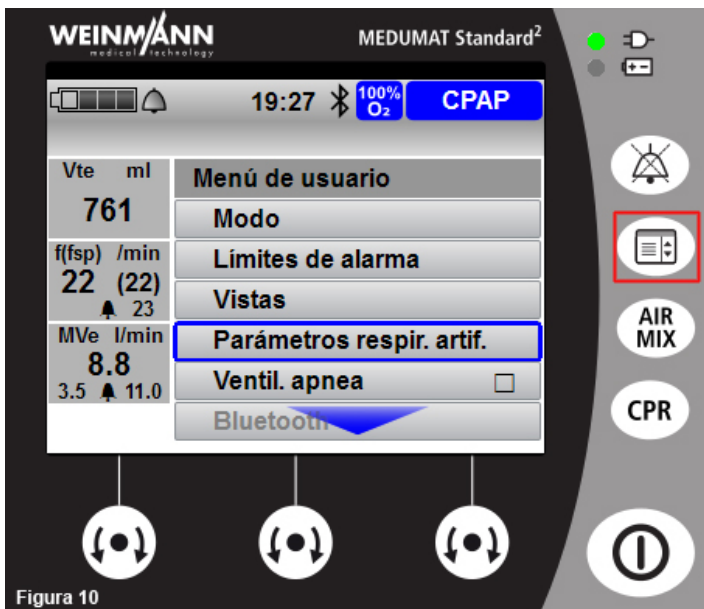 WEINMANN
medical technology
MEDUMAT Standard²
19:27 100% O₂ CPAP
Vte ml
761
f(fsp) /min
22 (22)
23
MVe l/min
8.8
3.5 11.0
Menú de usuario
Modo
Límites de alarma
Vistas
Parámetros respir. artif.
Ventil. apnea
Bluetooth
AIR
MIX
CPR
Figura 10